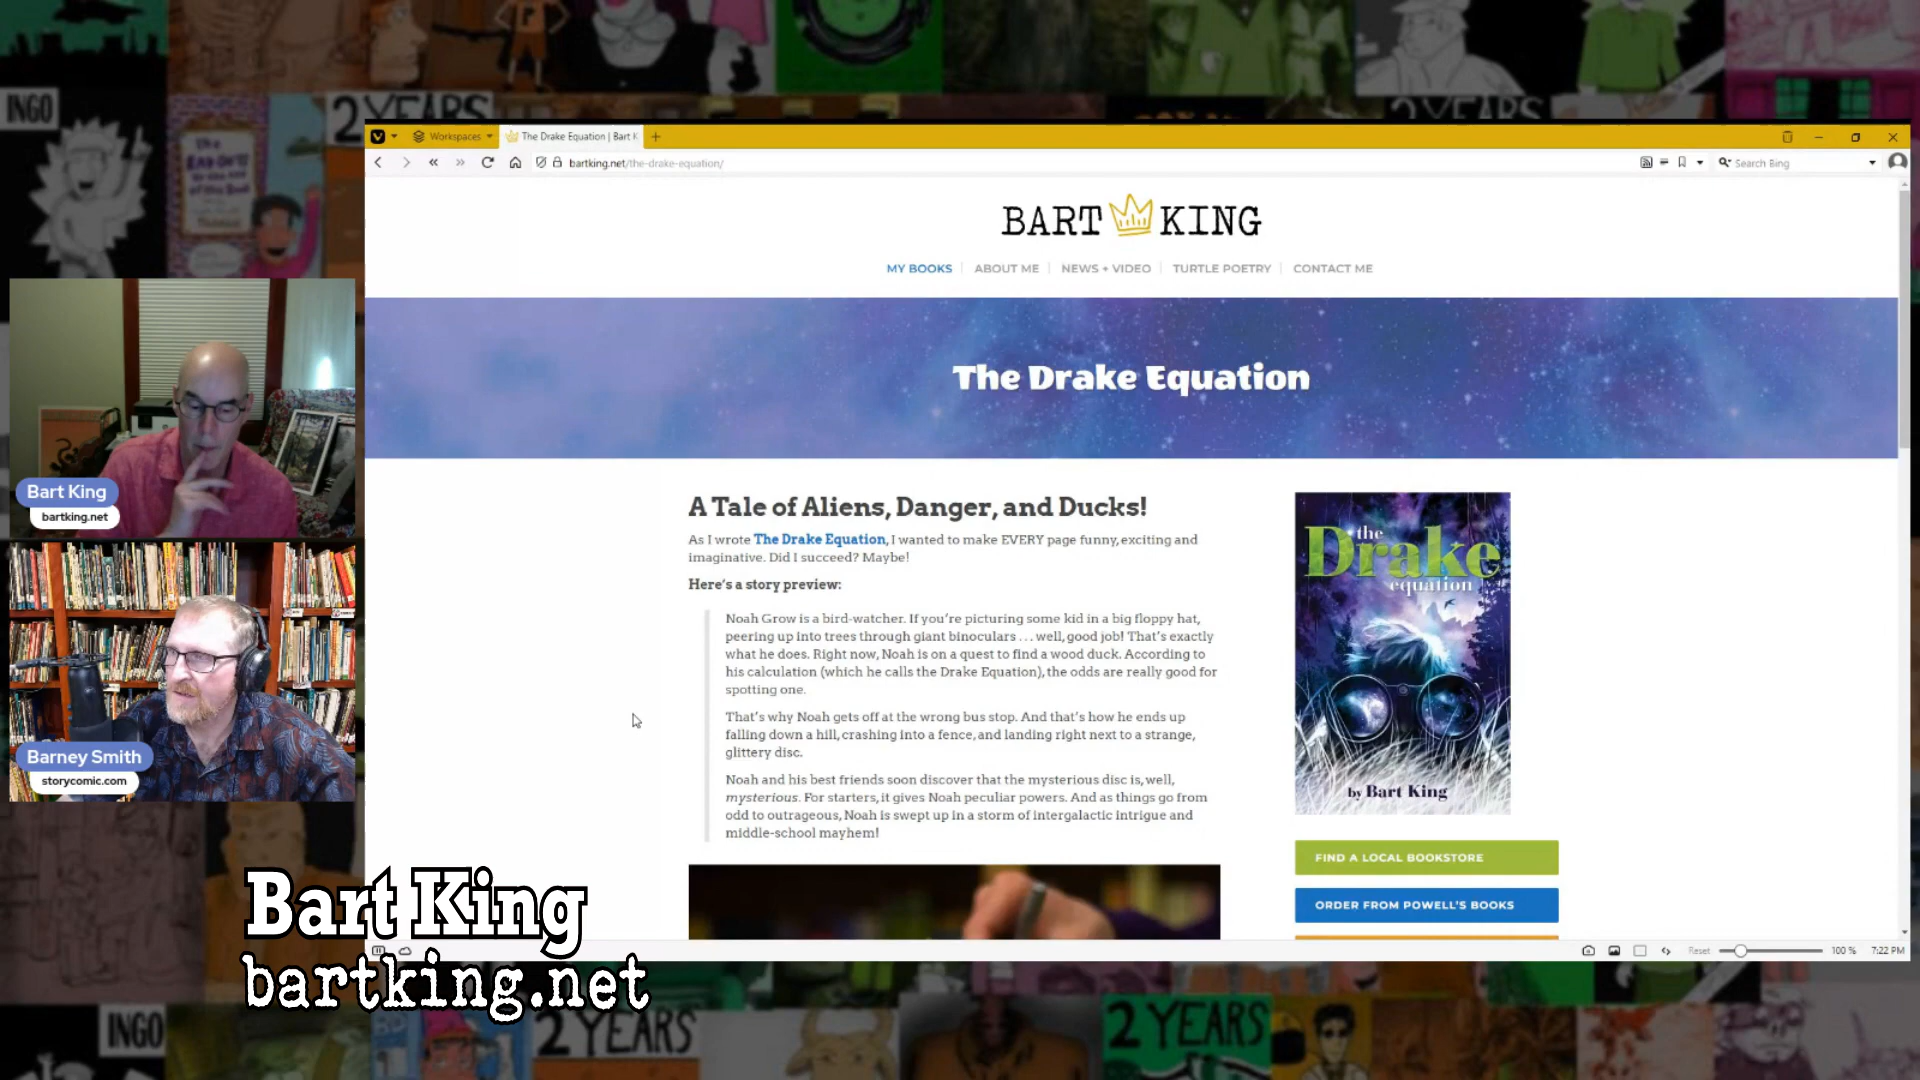 INGO
2 YEARS
2 YEARS
Workspaces
The Drake Equation | Bart K
bartking.net/the-drake-equation/
Search Bing
BART KING
MY BOOKS
ABOUT ME
NEWS + VIDEO
TURTLE POETRY
CONTACT ME
The Drake Equation
A Tale of Aliens, Danger, and Ducks!
As I wrote The Drake Equation, I wanted to make EVERY page funny, exciting and
imaginative. Did I succeed? Maybe!
Here's a story preview:
Noah Grow is a bird-watcher. If you're picturing some kid in a big floppy hat,
peering up into trees through giant binoculars . . . well, good job! That's exactly
what he does. Right now, Noah is on a quest to find a wood duck. According to
his calculation (which he calls the Drake Equation), the odds are really good for
spotting one.
That's why Noah gets off at the wrong bus stop. And that's how he ends up
falling down a hill, crashing into a fence, and landing right next to a strange,
glittery disc.
Noah and his best friends soon discover that the mysterious disc is, well,
mysterious. For starters, it gives Noah peculiar powers. And as things go from
odd to outrageous, Noah is swept up in a storm of intergalactic intrigue and
middle-school mayhem!
the
Drake
equation
by Bart King
FIND A LOCAL BOOKSTORE
ORDER FROM POWELL'S BOOKS
Reset
100 %
7:22 PM
Bart King
bartking.net
Barney Smith
storycomic.com
Bart King
bartking.net
INGO
2 YEARS
2 YEARS